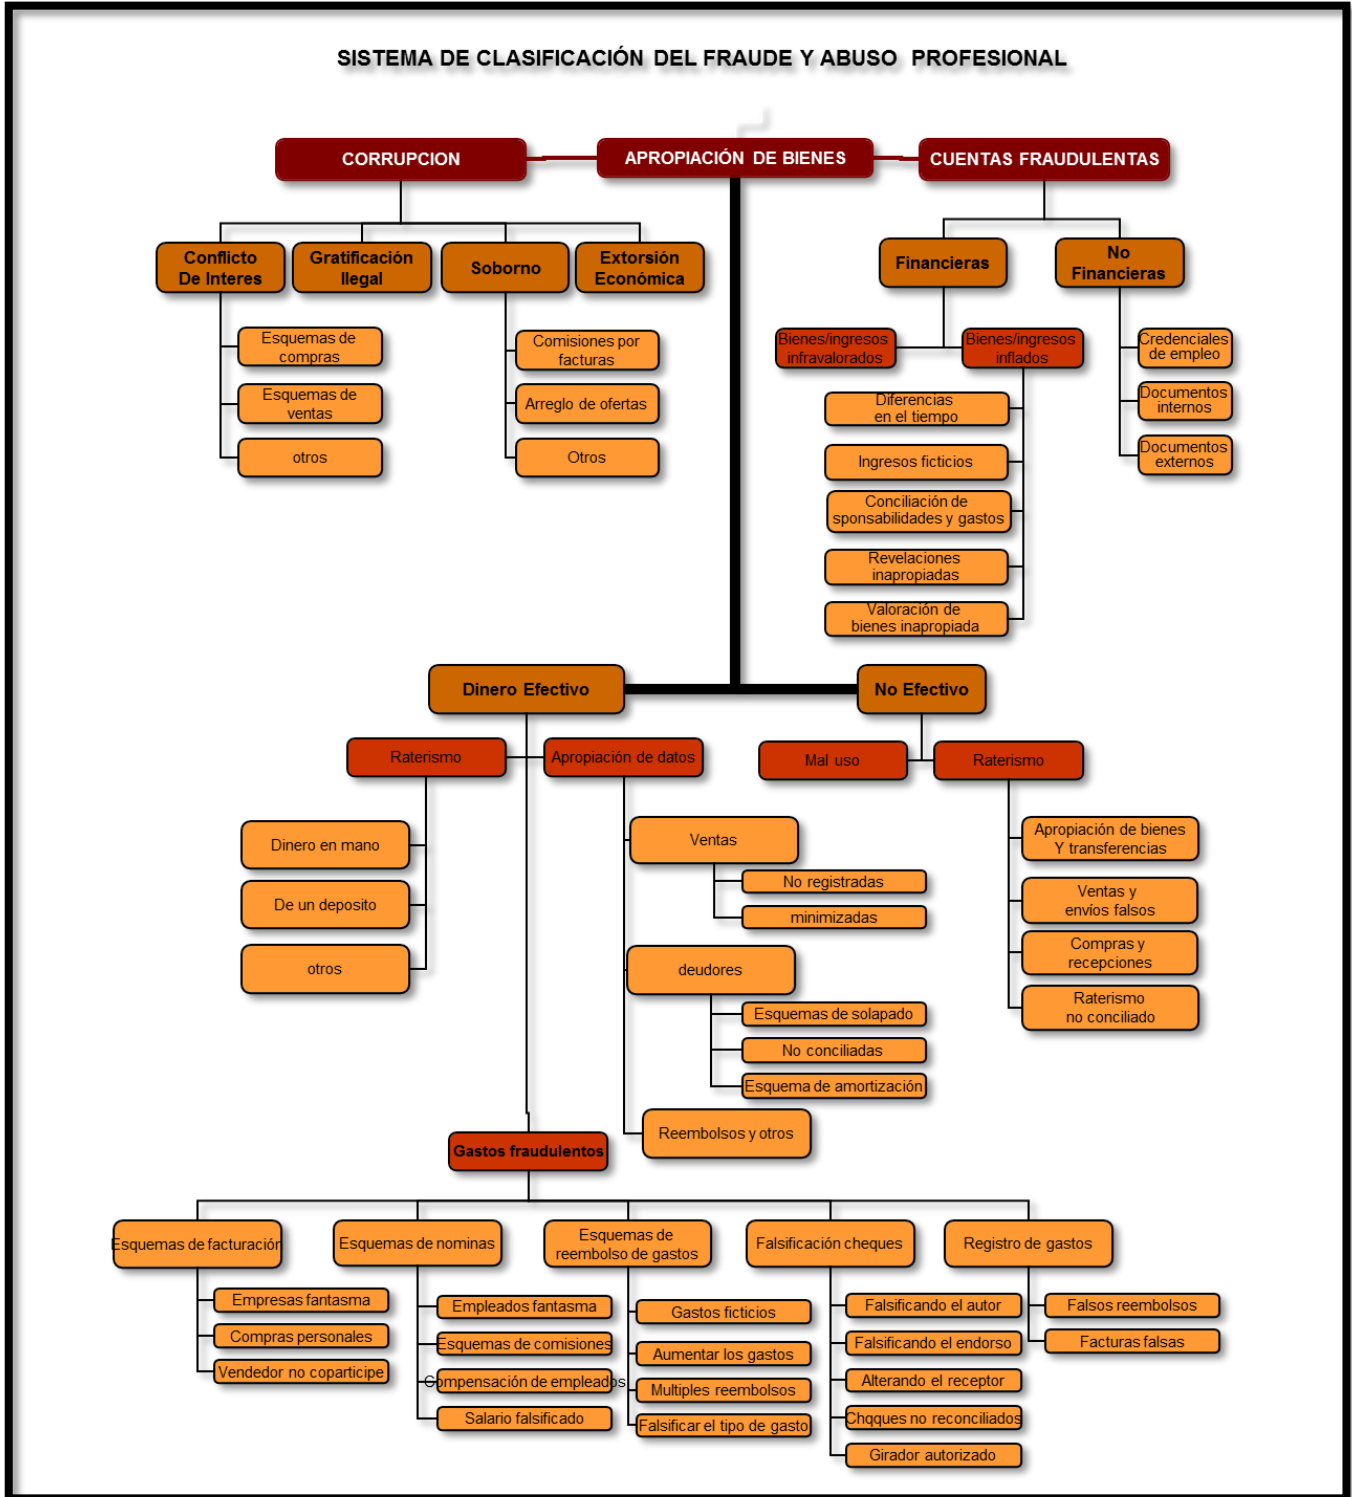 SISTEMA DE CLASIFICACIÓN DEL FRAUDE Y ABUSO PROFESIONAL
CORRUPCION
APROPIACIÓN DE BIENES
CUENTAS FRAUDULENTAS
Conflicto
De Interes
Gratificación
Ilegal
Soborno
Extorsión
Económica
Financieras
No
Financieras
Esquemas de
compras
Esquemas de
ventas
otros
Comisiones por
facturas
Arreglo de ofertas
Otros
Bienes/ingresos
infravalorados
Bienes/ingresos
inflados
Diferencias
en el tiempo
Ingresos ficticios
Conciliación de
sponsabilidades y gastos
Revelaciones
inapropiadas
Valoración de
bienes inapropiada
Credenciales
de empleo
Documentos
internos
Documentos
externos
Dinero Efectivo
No Efectivo
Raterismo
Apropiación de datos
Mal uso
Raterismo
Dinero en mano
De un deposito
otros
Ventas
No registradas
minimizadas
deudores
Esquemas de solapado
No conciliadas
Esquema de amortización
Reembolsos y otros
Apropiación de bienes
Y transferencias
Ventas y
envíos falsos
Compras y
recepciones
Raterismo
no conciliado
Gastos fraudulentos
Esquemas de facturación
Empresas fantasma
Compras personales
Vendedor no coparticipe
Esquemas de nominas
Empleados fantasma
Esquemas de comisiones
Compensación de empleados
Salario falsificado
Esquemas de
reembolso de gastos
Gastos ficticios
Aumentar los gastos
Multiples reembolsos
Falsificar el tipo de gasto
Falsificación cheques
Falsificando el autor
Falsificando el endorso
Alterando el receptor
Chqques no reconciliados
Girador autorizado
Registro de gastos
Falsos reembolsos
Facturas falsas